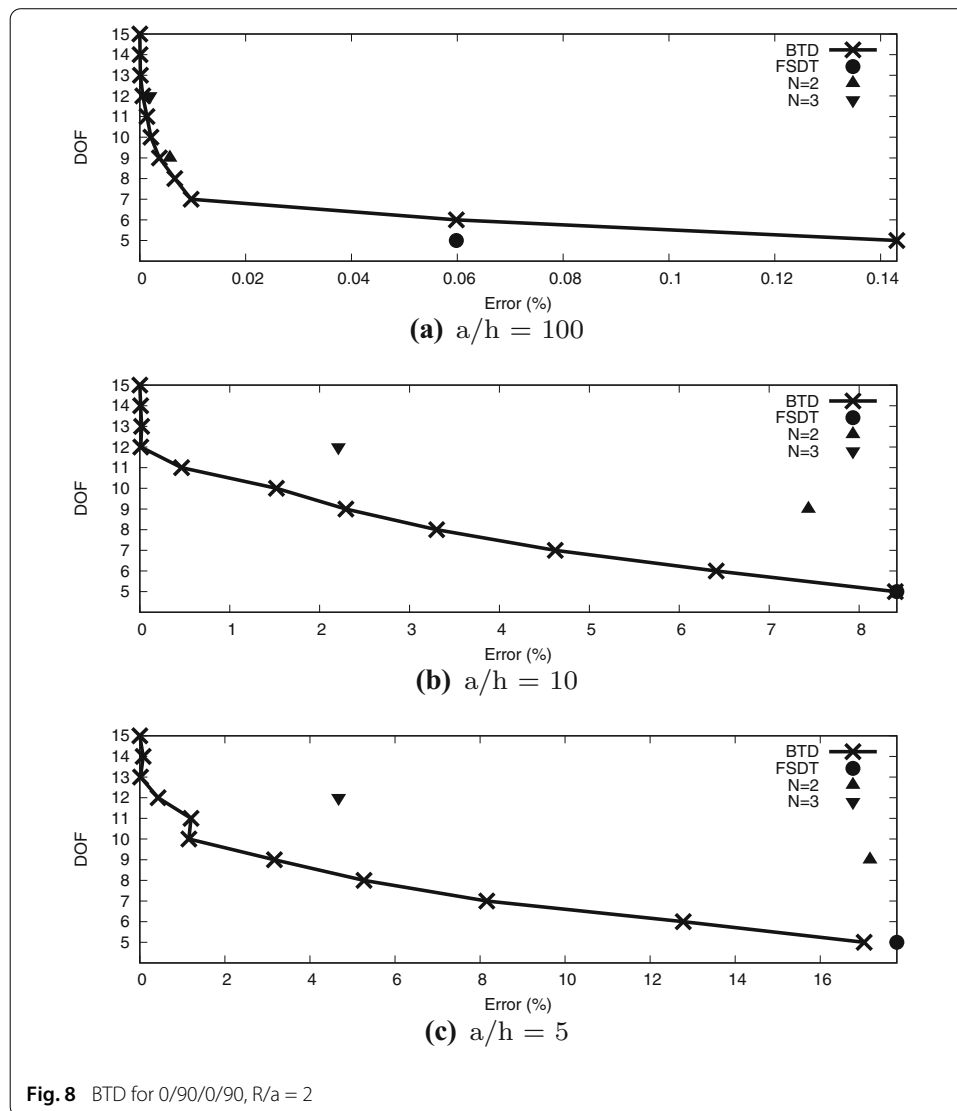 15
14
13
12
11
10
9
8
7
6
5
DOF
BTD
FSDT
N=2
N=3
0 0.02 0.04 0.06 0.08 0.1 0.12 0.14
Error (%)
(a) a/h = 100
15
14
13
12
11
10
9
8
7
6
5
DOF
BTD
FSDT
N=2
N=3
0 1 2 3 4 5 6 7 8
Error (%)
(b) a/h = 10
15
14
13
12
11
10
9
8
7
6
5
DOF
BTD
FSDT
N=2
N=3
0 2 4 6 8 10 12 14 16
Error (%)
(c) a/h = 5
Fig. 8 BTD for 0/90/0/90, R/a = 2